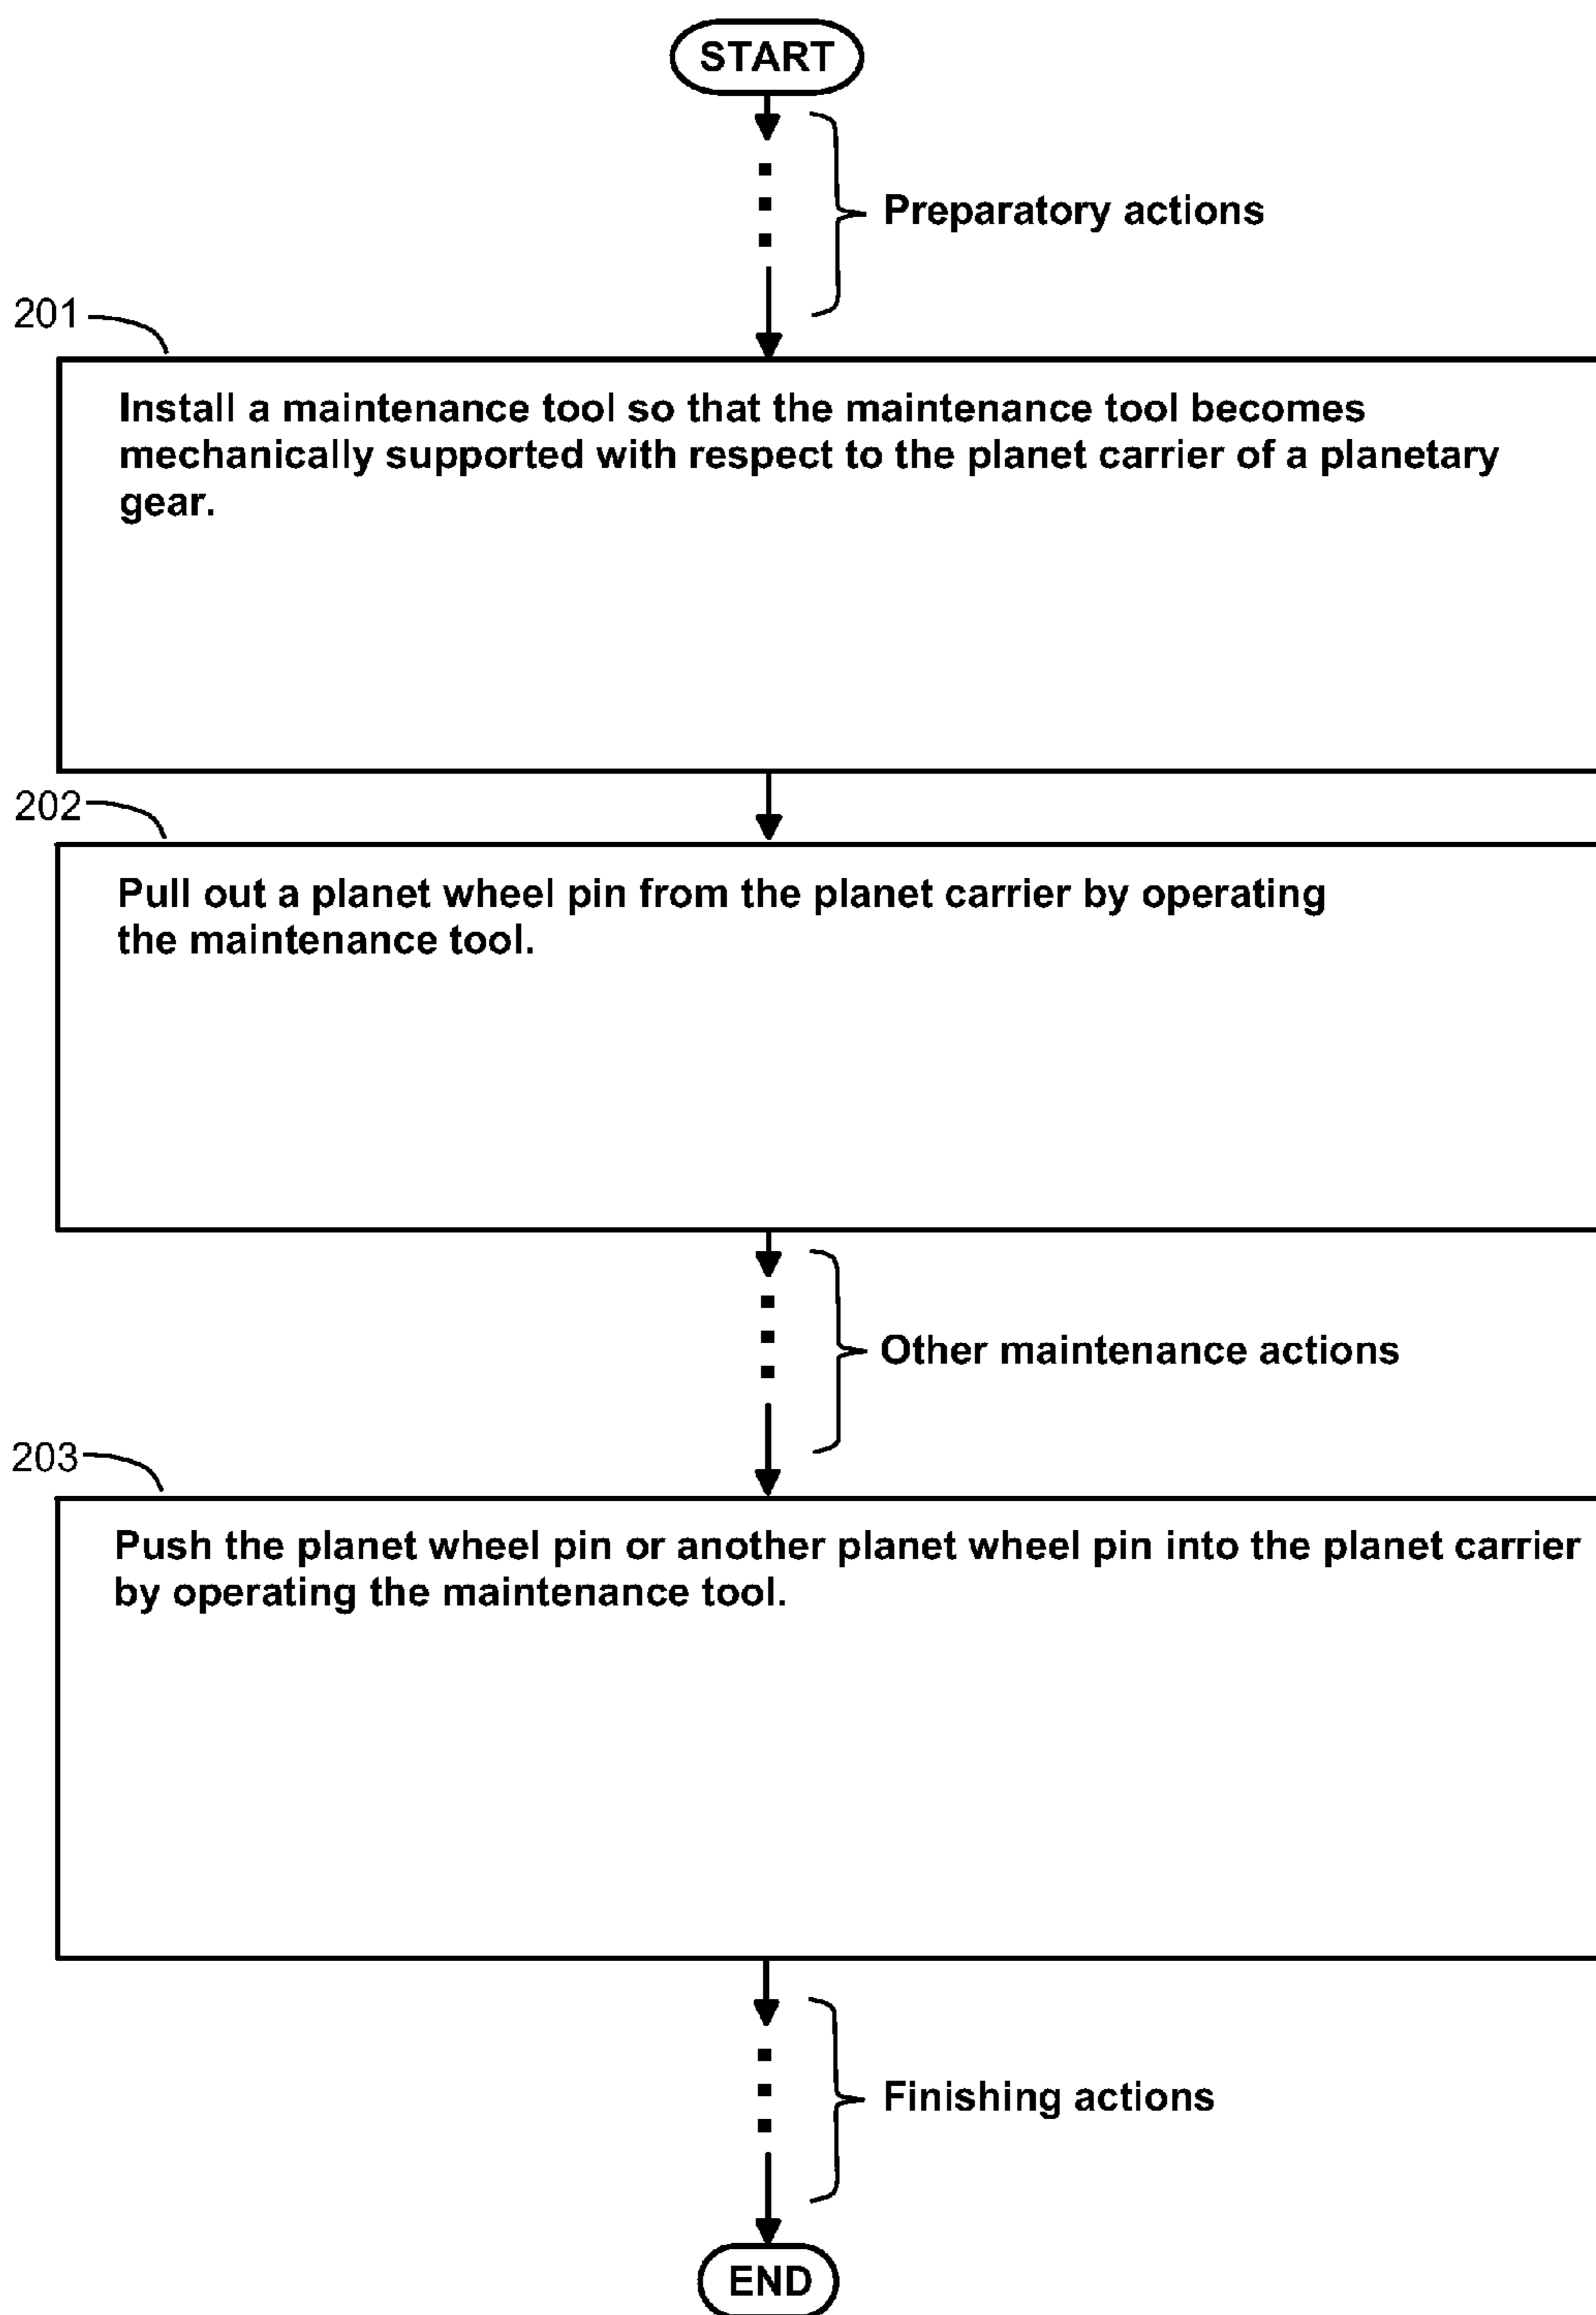 START
Preparatory actions
201
Install a maintenance tool so that the maintenance tool becomes
mechanically supported with respect to the planet carrier of a planetary
gear.
202
Pull out a planet wheel pin from the planet carrier by operating
the maintenance tool.
Other maintenance actions
203
Push the planet wheel pin or another planet wheel pin into the planet carrier
by operating the maintenance tool.
Finishing actions
END